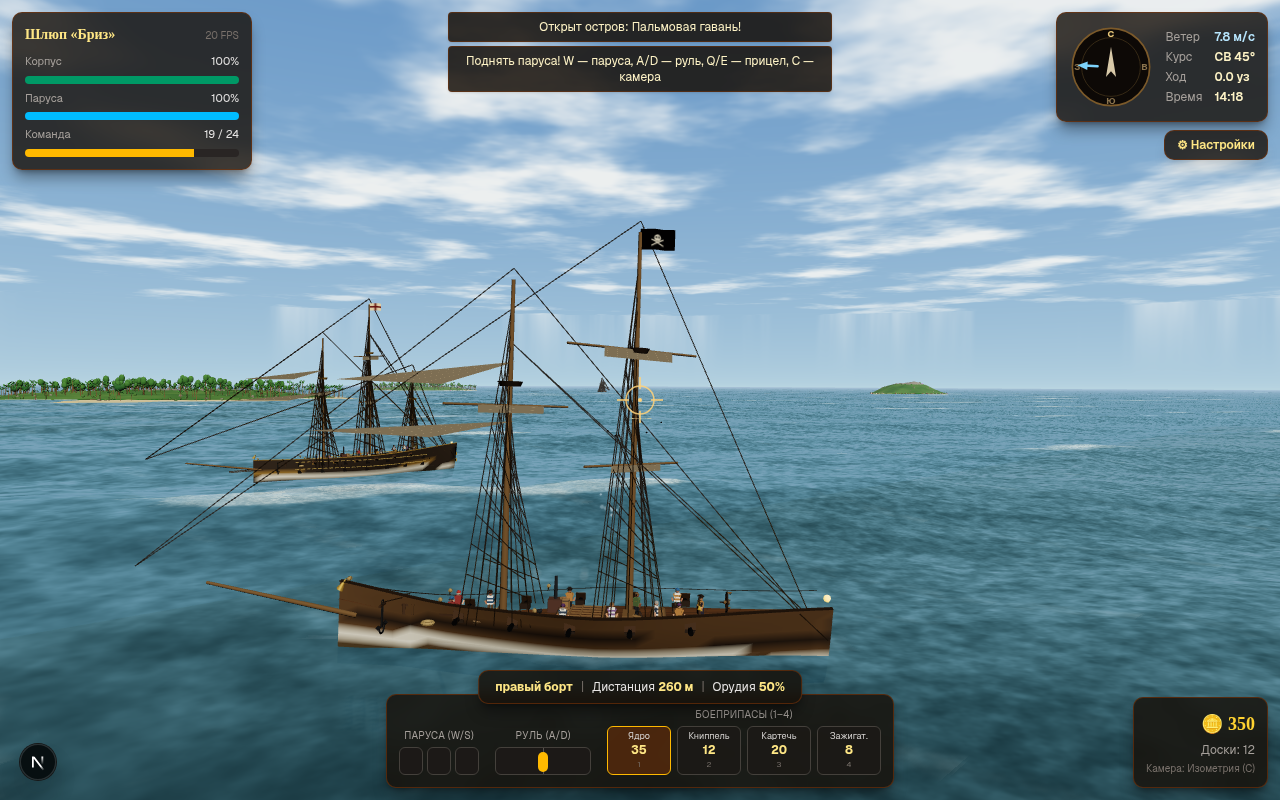 Шлюп «Бриз»
20 FPS
Корпус 100%
Паруса 100%
Команда 19 / 24
Открыт остров: Пальмовая гавань!
Поднять паруса! W — паруса, A/D — руль, Q/E — прицел, C —
камера
С
З
В
Ю
Ветер 7.8 м/с
Курс СВ 45°
Ход 0.0 уз
Время 14:18
⚙ Настройки
правый борт | Дистанция 260 м | Орудия 50%
ПАРУСА (W/S)
РУЛЬ (A/D)
БОЕПРИПАСЫ (1–4)
Ядро
35
1
Книппель
12
2
Картечь
20
3
Зажигат.
8
4
350
Доски: 12
Камера: Изометрия (C)
N